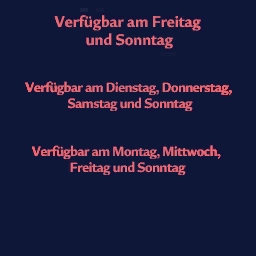 Verfügbar am Freitag
und Sonntag
Verfügbar am Dienstag, Donnerstag,
Samstag und Sonntag
Verfügbar am Montag, Mittwoch,
Freitag und Sonntag